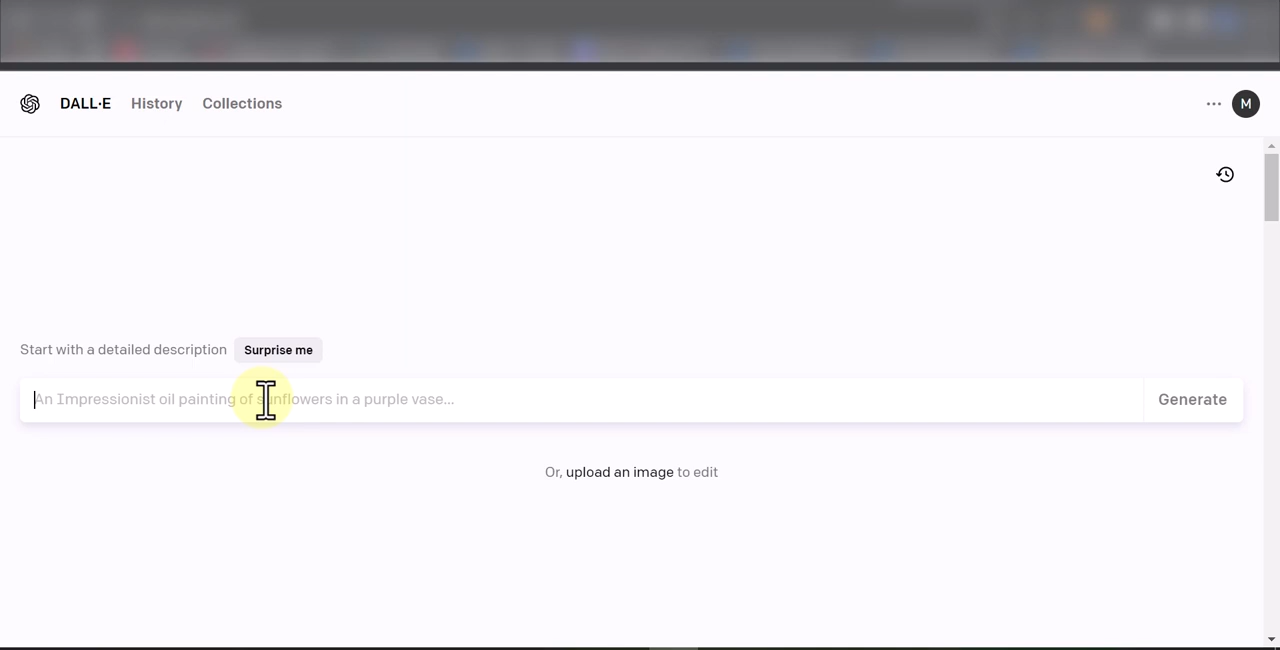 DALL·E History Collections
... M
Start with a detailed description Surprise me
An Impressionist oil painting of sunflowers in a purple vase... Generate
Or, upload an image to edit